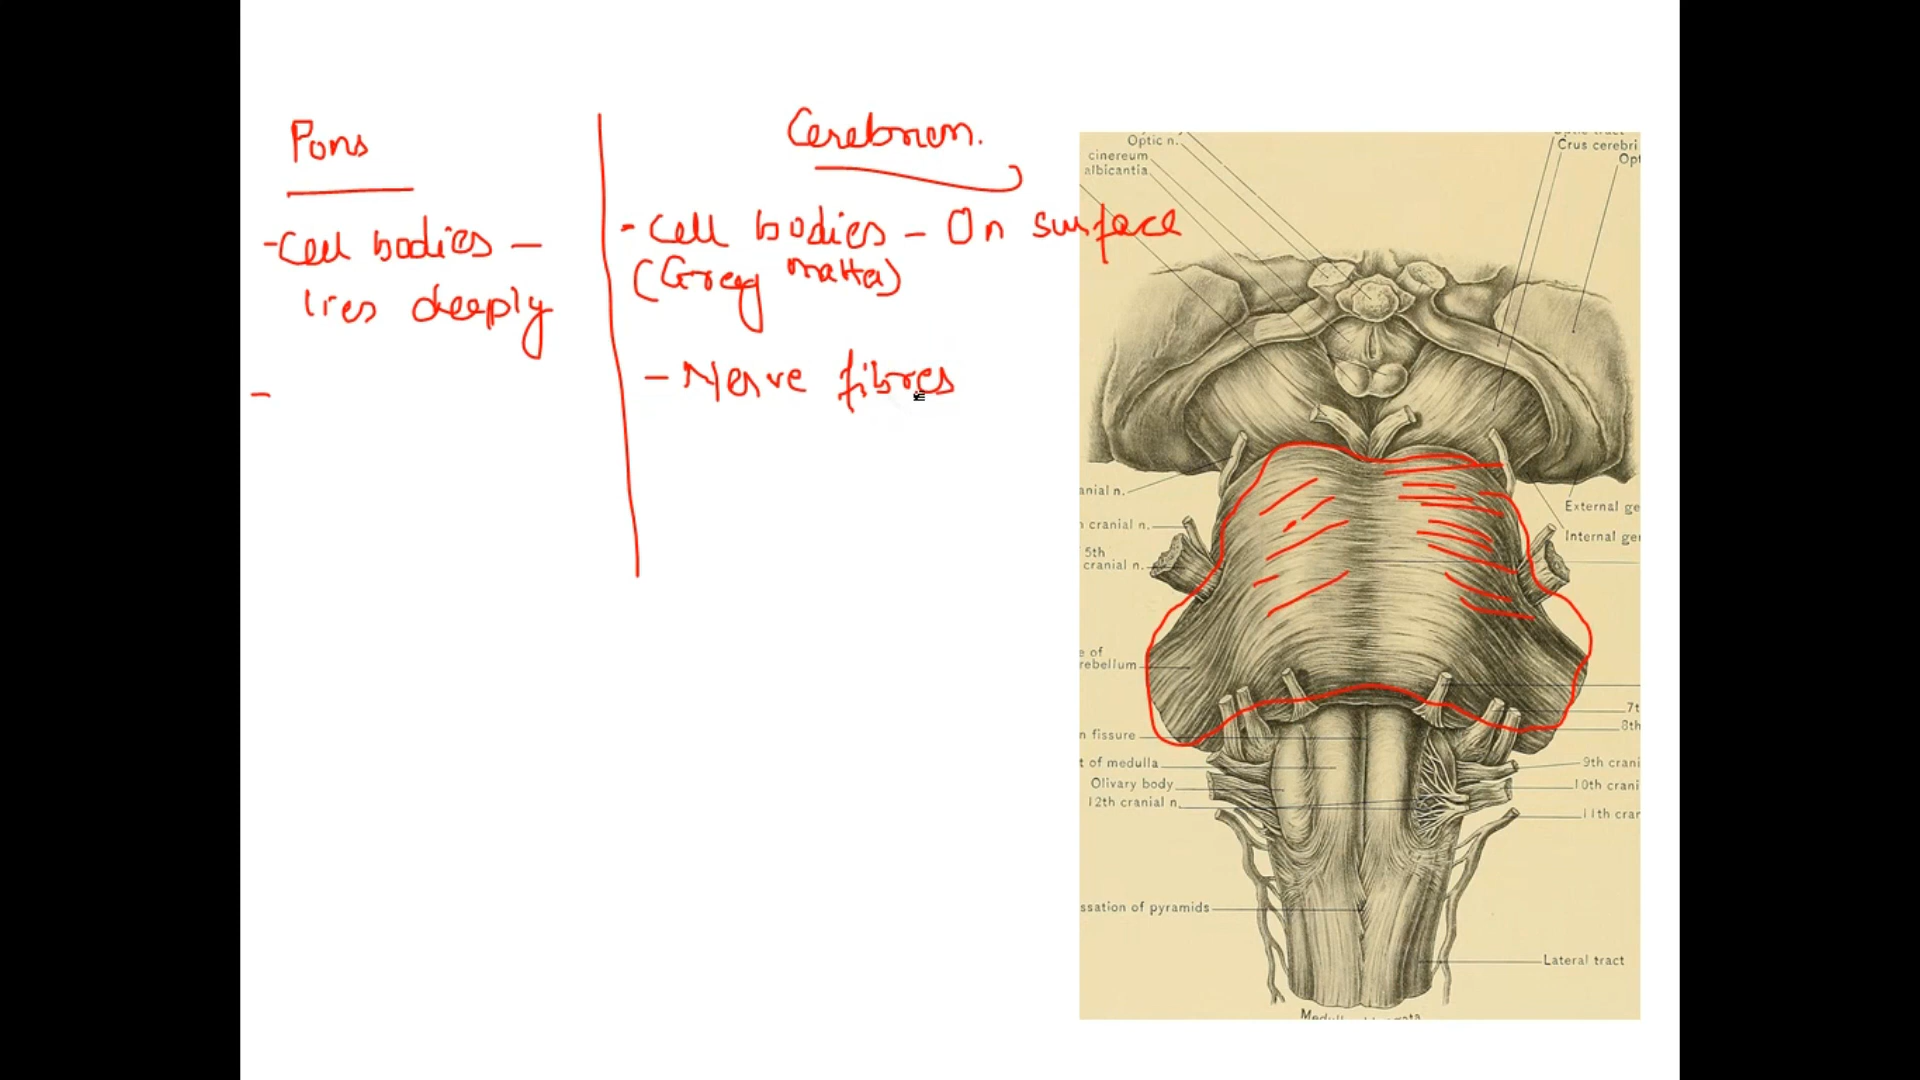 Pons
- Cell bodies -
lies deeply
-
Cerebrum.
- Cell bodies - On surface
(Grey matter)
- Nerve fibres
Optic n.
cinereum
albicantia
Crus cerebri
Opt
anial n.
n cranial n.
5th
cranial n.
External ge
Internal ge
e of
rebellum
7t
8th
n fissure
t of medulla
Olivary body
12th cranial n.
9th crani
10th crani
11th cran
ssation of pyramids
Lateral tract